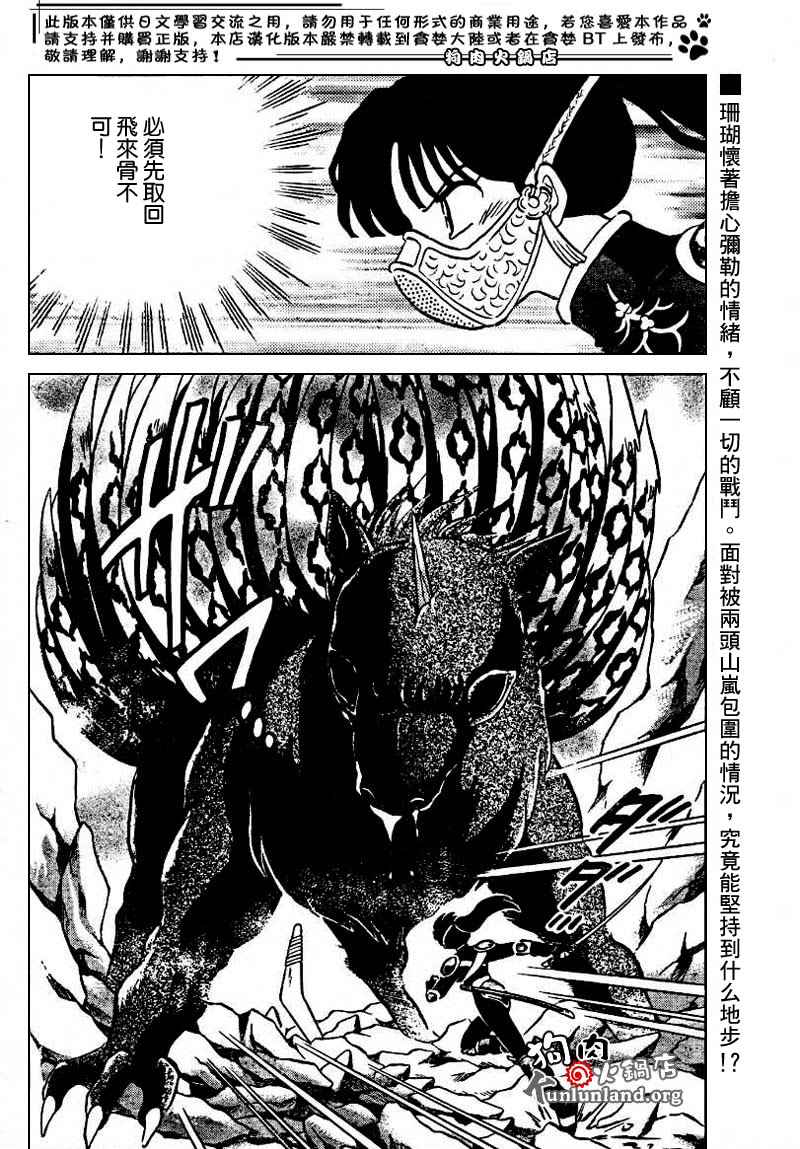 此版本僅供日文學習交流之用，請勿用于任何形式的商業用途，若您喜愛本作品
請支持并購買正版，本店漢化版本嚴禁轉載到貪婪大陸或者在貪婪 BT 上發布，
敬請理解，謝謝支持！
狗肉火鍋店
■珊瑚懷著擔心彌勒的情緒，不顧一切的戰鬥。面對被兩頭山嵐包圍的情況，究竟能堅持到什么地步!?
必須先取回
飛來骨不
可！
ザザッ
ダダダ
狗肉火鍋店
Kunlunland.org